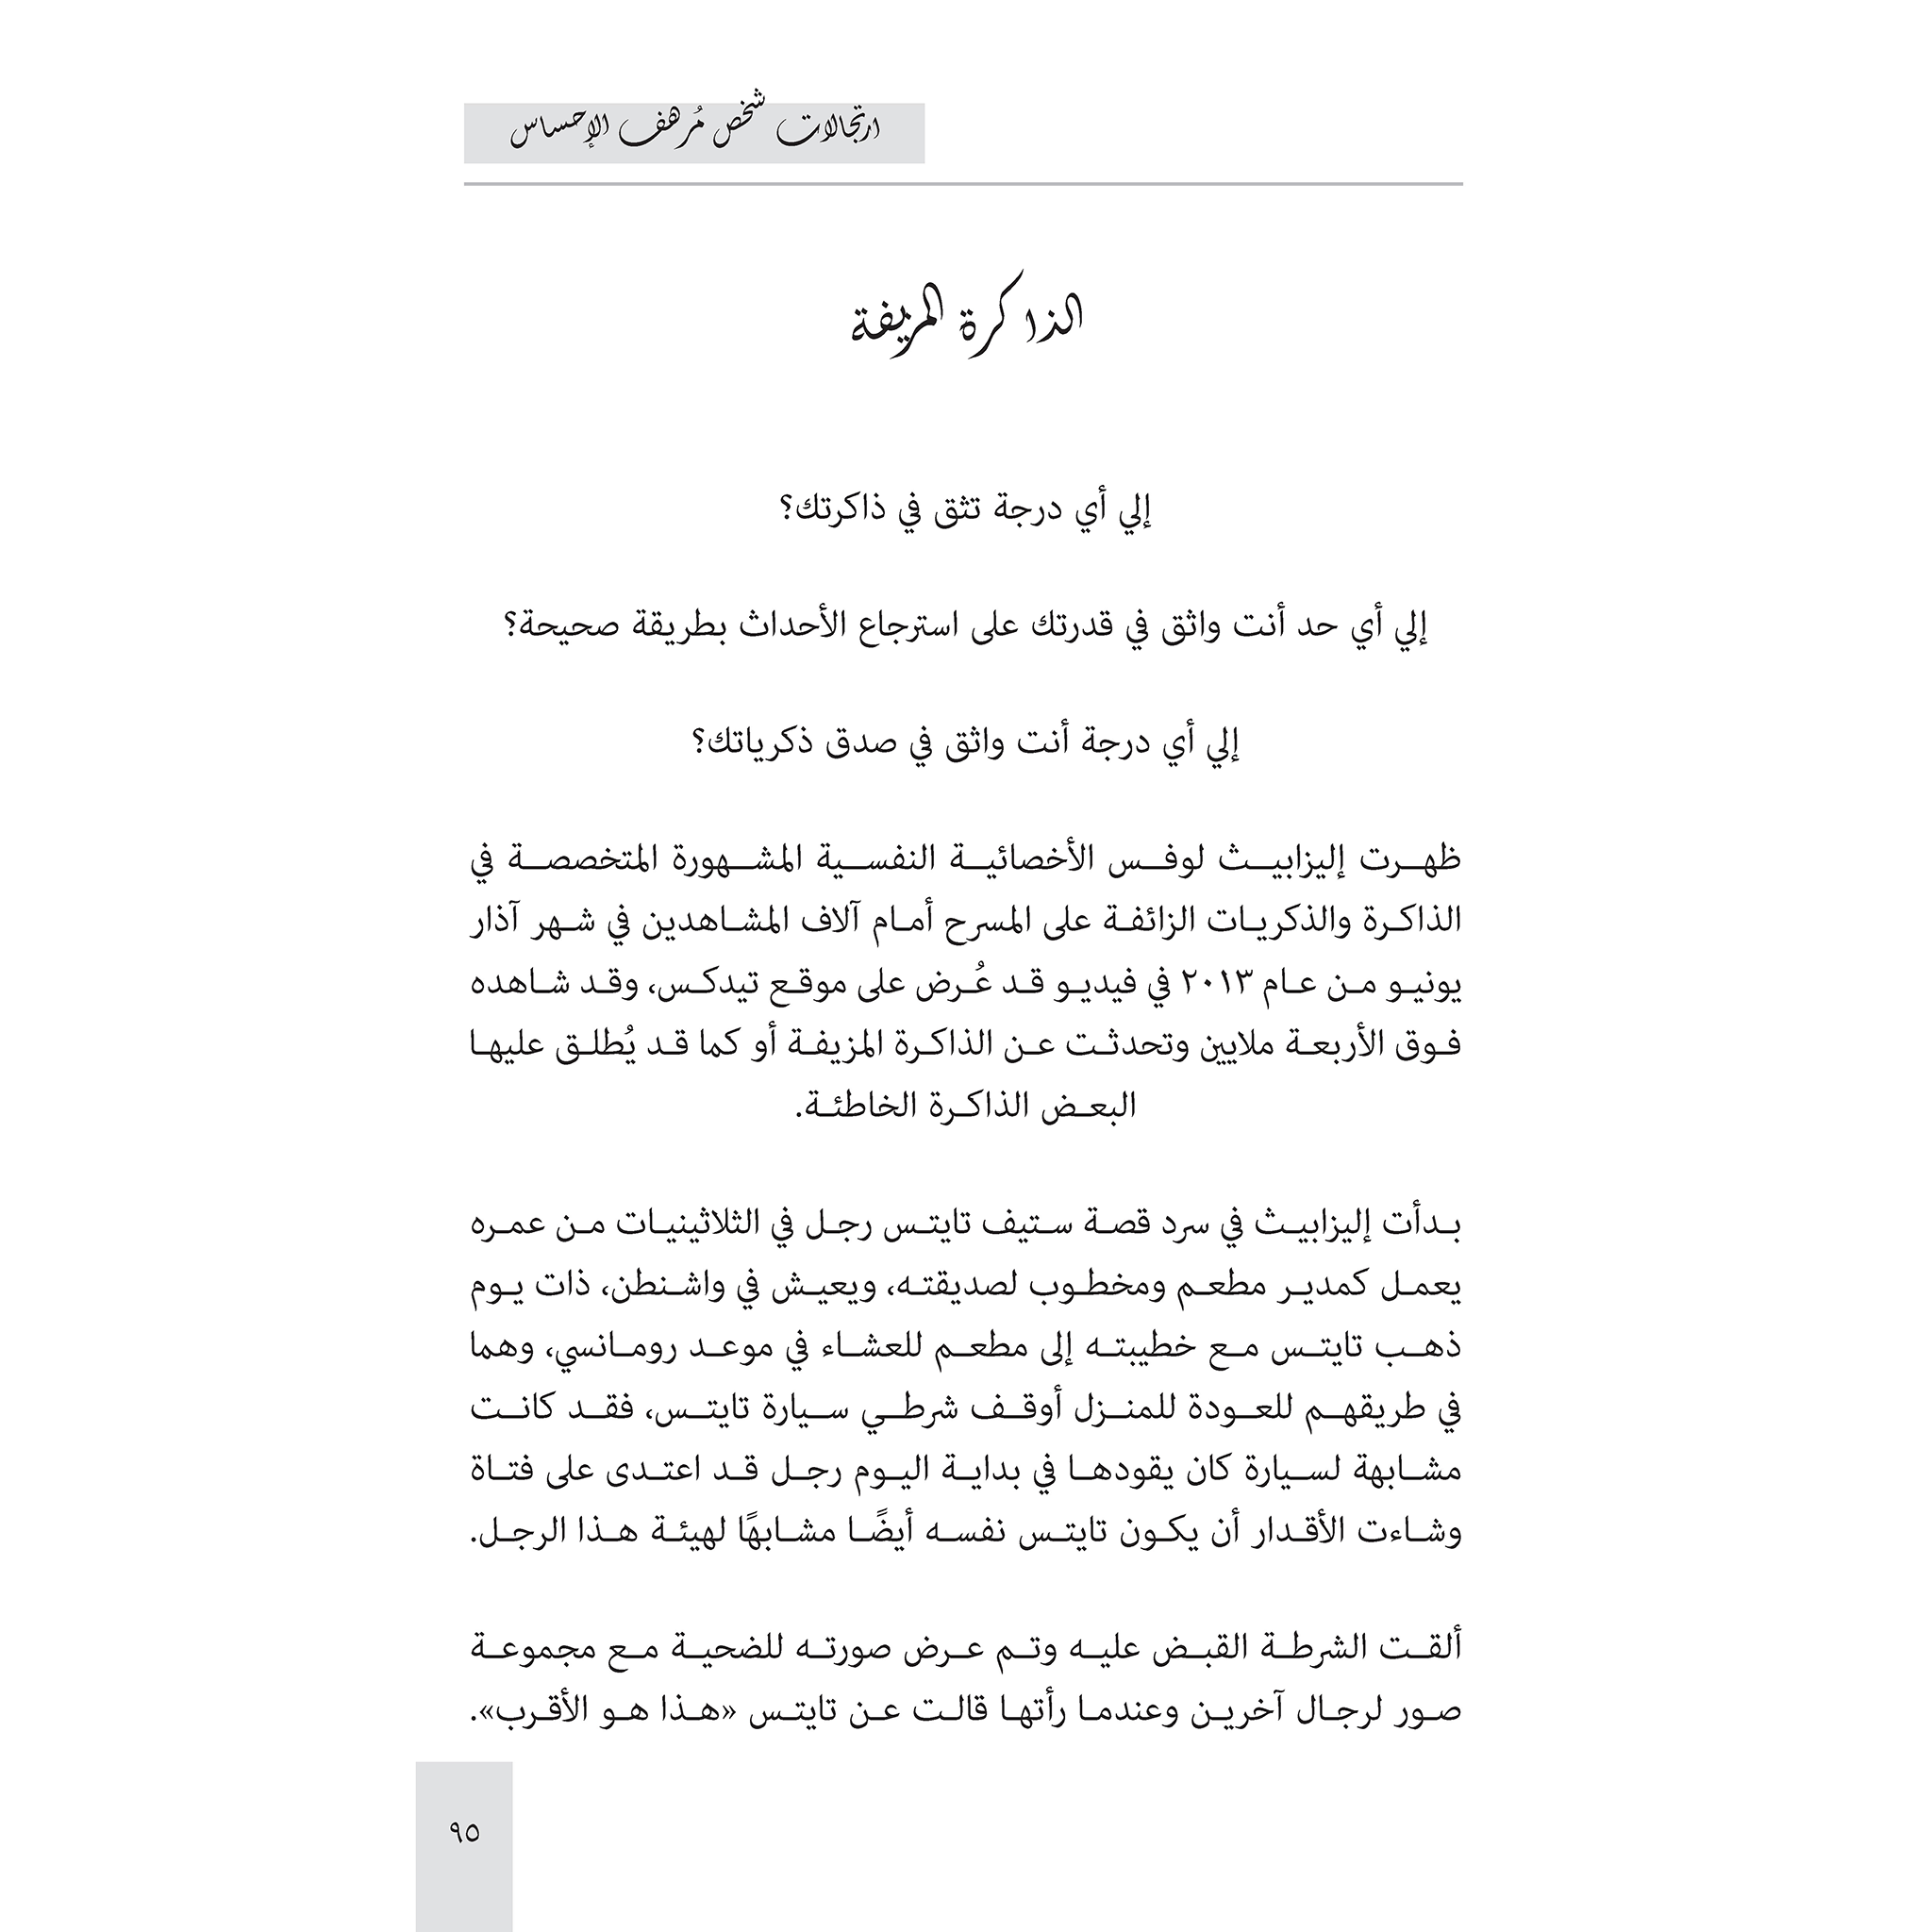 ارتجالات شخص مُرهف الإحساس
الذاكرة المزيفة
إلي أي درجة تثق في ذاكرتك؟
إلي أي حد أنت واثق في قدرتك على استرجاع الأحداث بطريقة صحيحة؟
إلي أي درجة أنت واثق في صدق ذكرياتك؟
ظهرت إليزابيث لوفس الأخصائية النفسية المشهورة المتخصصة في
الذاكرة والذكريات الزائفة على المسرح أمام آلاف المشاهدين في شهر آذار
يونيو من عام ٢٠١٣ في فيديو قد عُرض على موقع تيدكس، وقد شاهده
فوق الأربعة ملايين وتحدثت عن الذاكرة المزيفة أو كما قد يُطلق عليها
البعض الذاكرة الخاطئة.
بدأت إليزابيث في سرد قصة ستيف تايتس رجل في الثلاثينيات من عمره
يعمل كمدير مطعم ومخطوب لصديقته، ويعيش في واشنطن، ذات يوم
ذهب تايتس مع خطيبته إلى مطعم للعشاء في موعد رومانسي، وهما
في طريقهم للعودة للمنزل أوقف شرطي سيارة تايتس، فقد كانت
مشابهة لسيارة كان يقودها في بداية اليوم رجل قد اعتدى على فتاة
وشاءت الأقدار أن يكون تايتس نفسه أيضًا مشابهًا لهيئة هذا الرجل.
ألقت الشرطة القبض عليه وتم عرض صورته للضحية مع مجموعة
صور لرجال آخرين وعندما رأتها قالت عن تايتس «هذا هو الأقرب».
٩٥